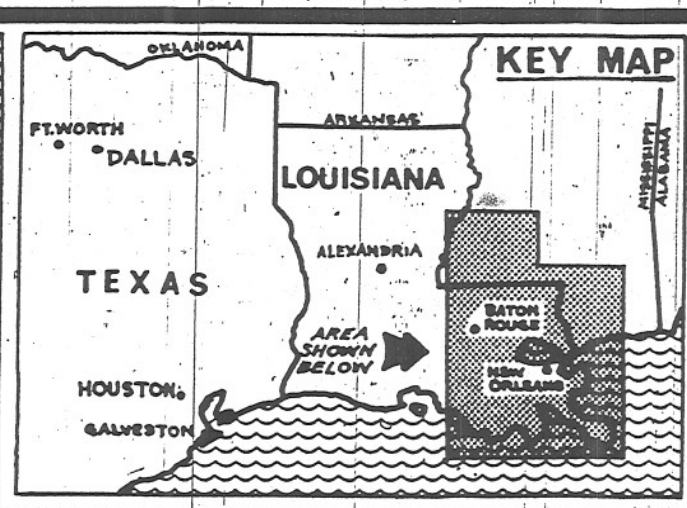 OKLAHOMA
KEY MAP
FT. WORTH
DALLAS
ARKANSAS
LOUISIANA
MISSISSIPPI
ALABAMA
ALEXANDRIA
TEXAS
BATON
ROUGE
AREA
SHOWN
BELOW
NEW
ORLEANS
HOUSTON
GALVESTON